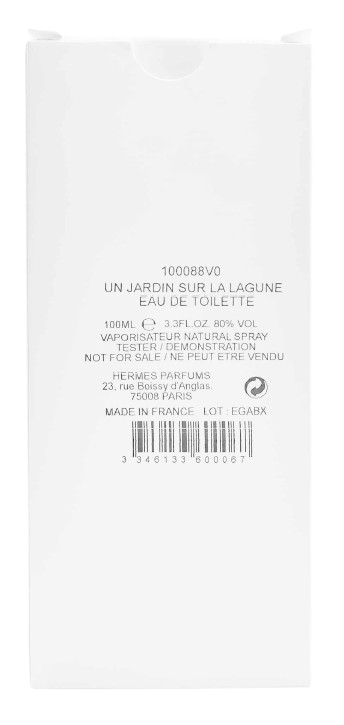 100088V0
UN JARDIN SUR LA LAGUNE
EAU DE TOILETTE
100ML ℮ 3.3FL.OZ. 80% VOL
VAPORISATEUR NATURAL SPRAY
TESTER / DEMONSTRATION
NOT FOR SALE / NE PEUT ETRE VENDU
HERMES PARFUMS
23, rue Boissy d'Anglas.
75008 PARIS
MADE IN FRANCE LOT : EGABX
3 346133 600067